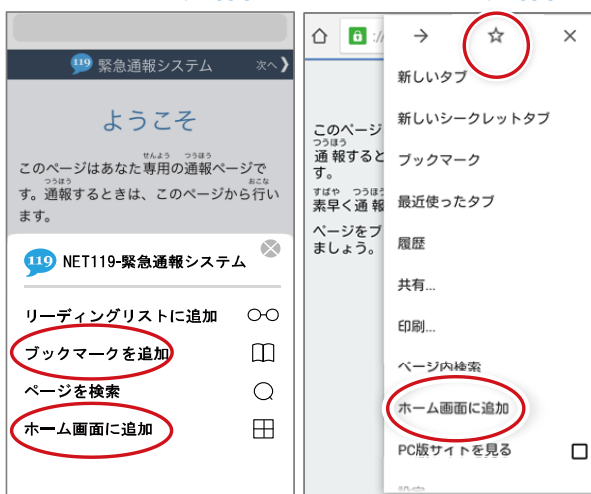 119 緊急通報システム 次へ❯
ようこそ
せんよう つうほう
このページはあなた専用の通報ページで
つうほう おこな
す。通報するときは、このページから行い
ます。
119 NET119-緊急通報システム
リーディングリストに追加
ブックマークを追加
ページを検索
ホーム画面に追加
://
このページ
つうほう
通報すると
す。
すばや つうほう
素早く通報
ページをブ
ましょう。
新しいタブ
新しいシークレットタブ
ブックマーク
最近使ったタブ
履歴
共有...
印刷...
ページ内検索
ホーム画面に追加
PC版サイトを見る